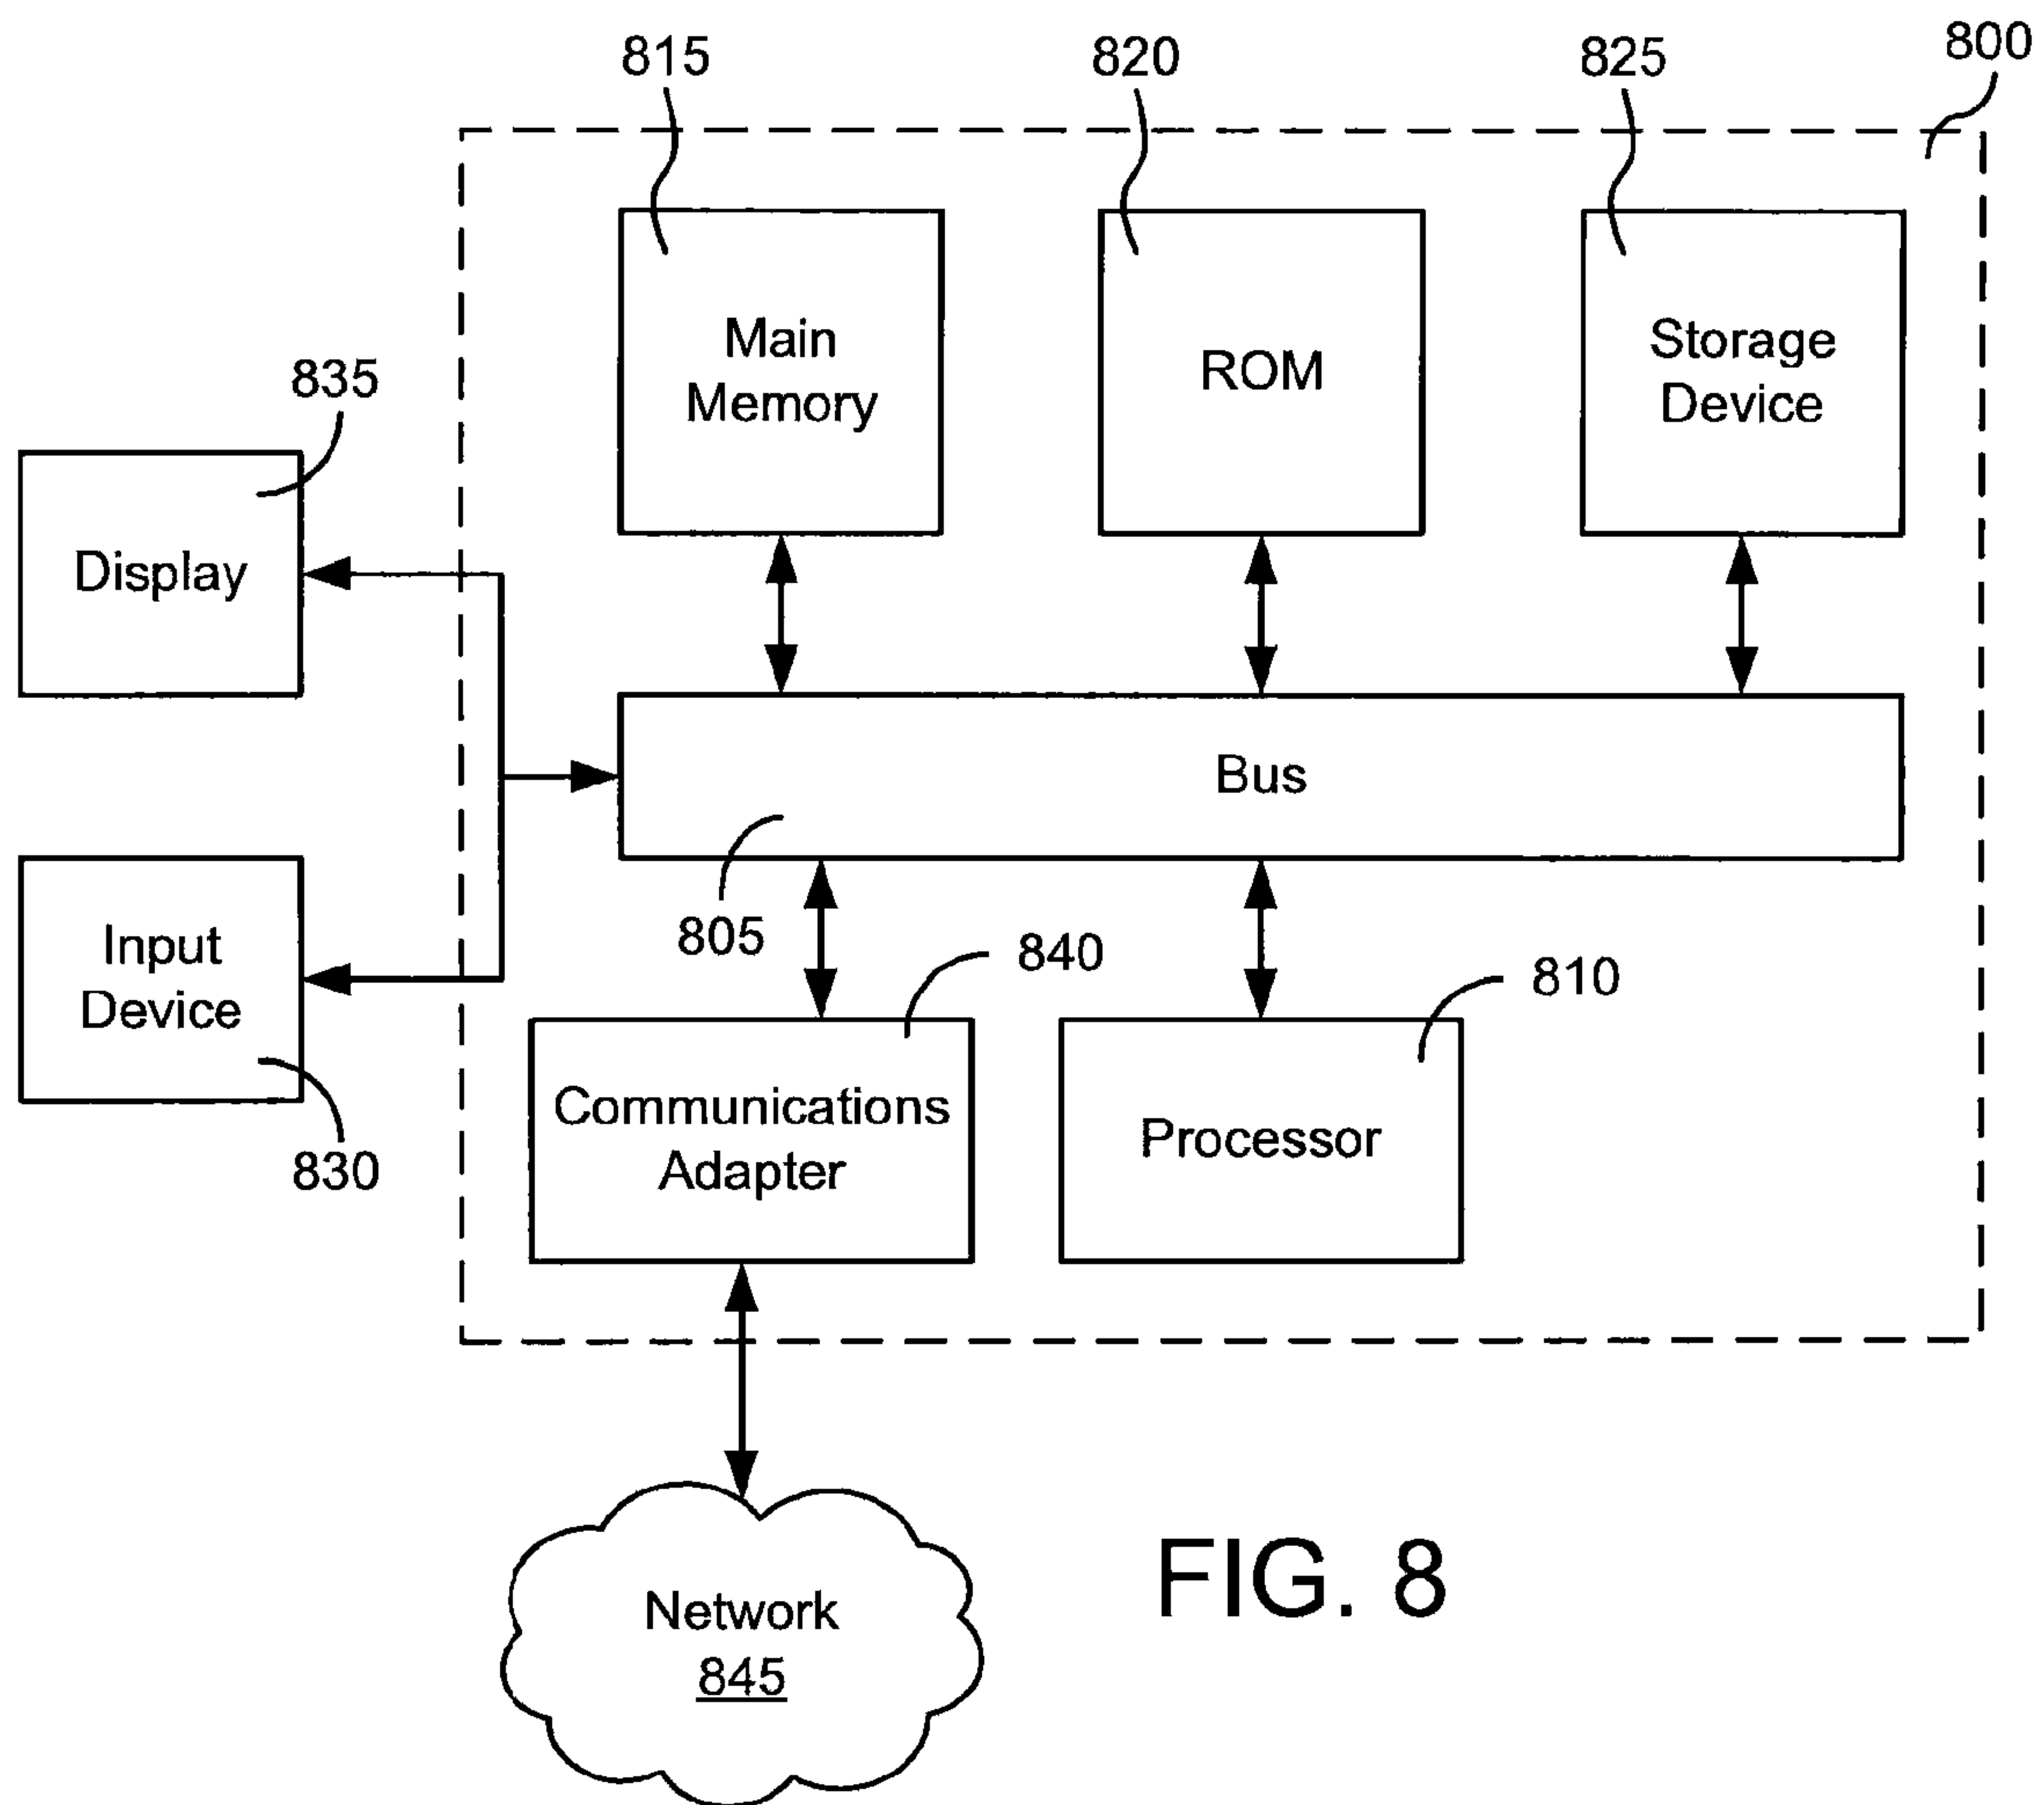 815
820
825
800
Main
Memory
ROM
Storage
Device
835
Display
Bus
805
840
810
Input
Device
830
Communications
Adapter
Processor
Network
845
FIG. 8